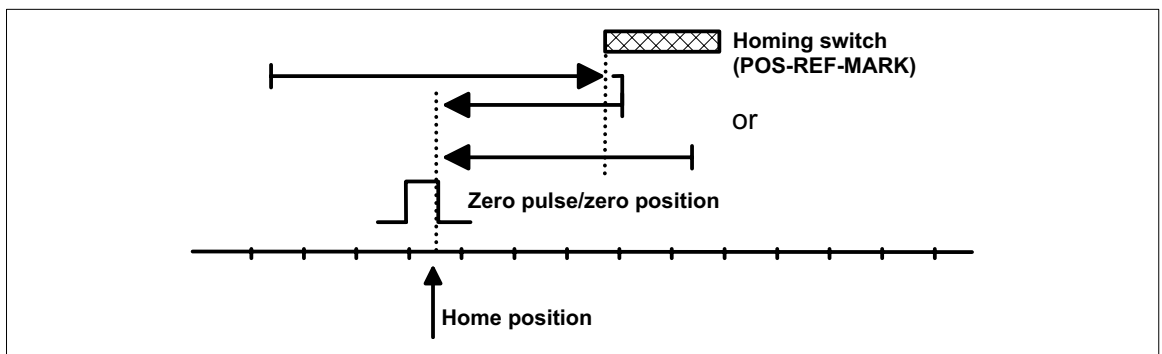 Homing switch
(POS-REF-MARK)
or
Zero pulse/zero position
Home position